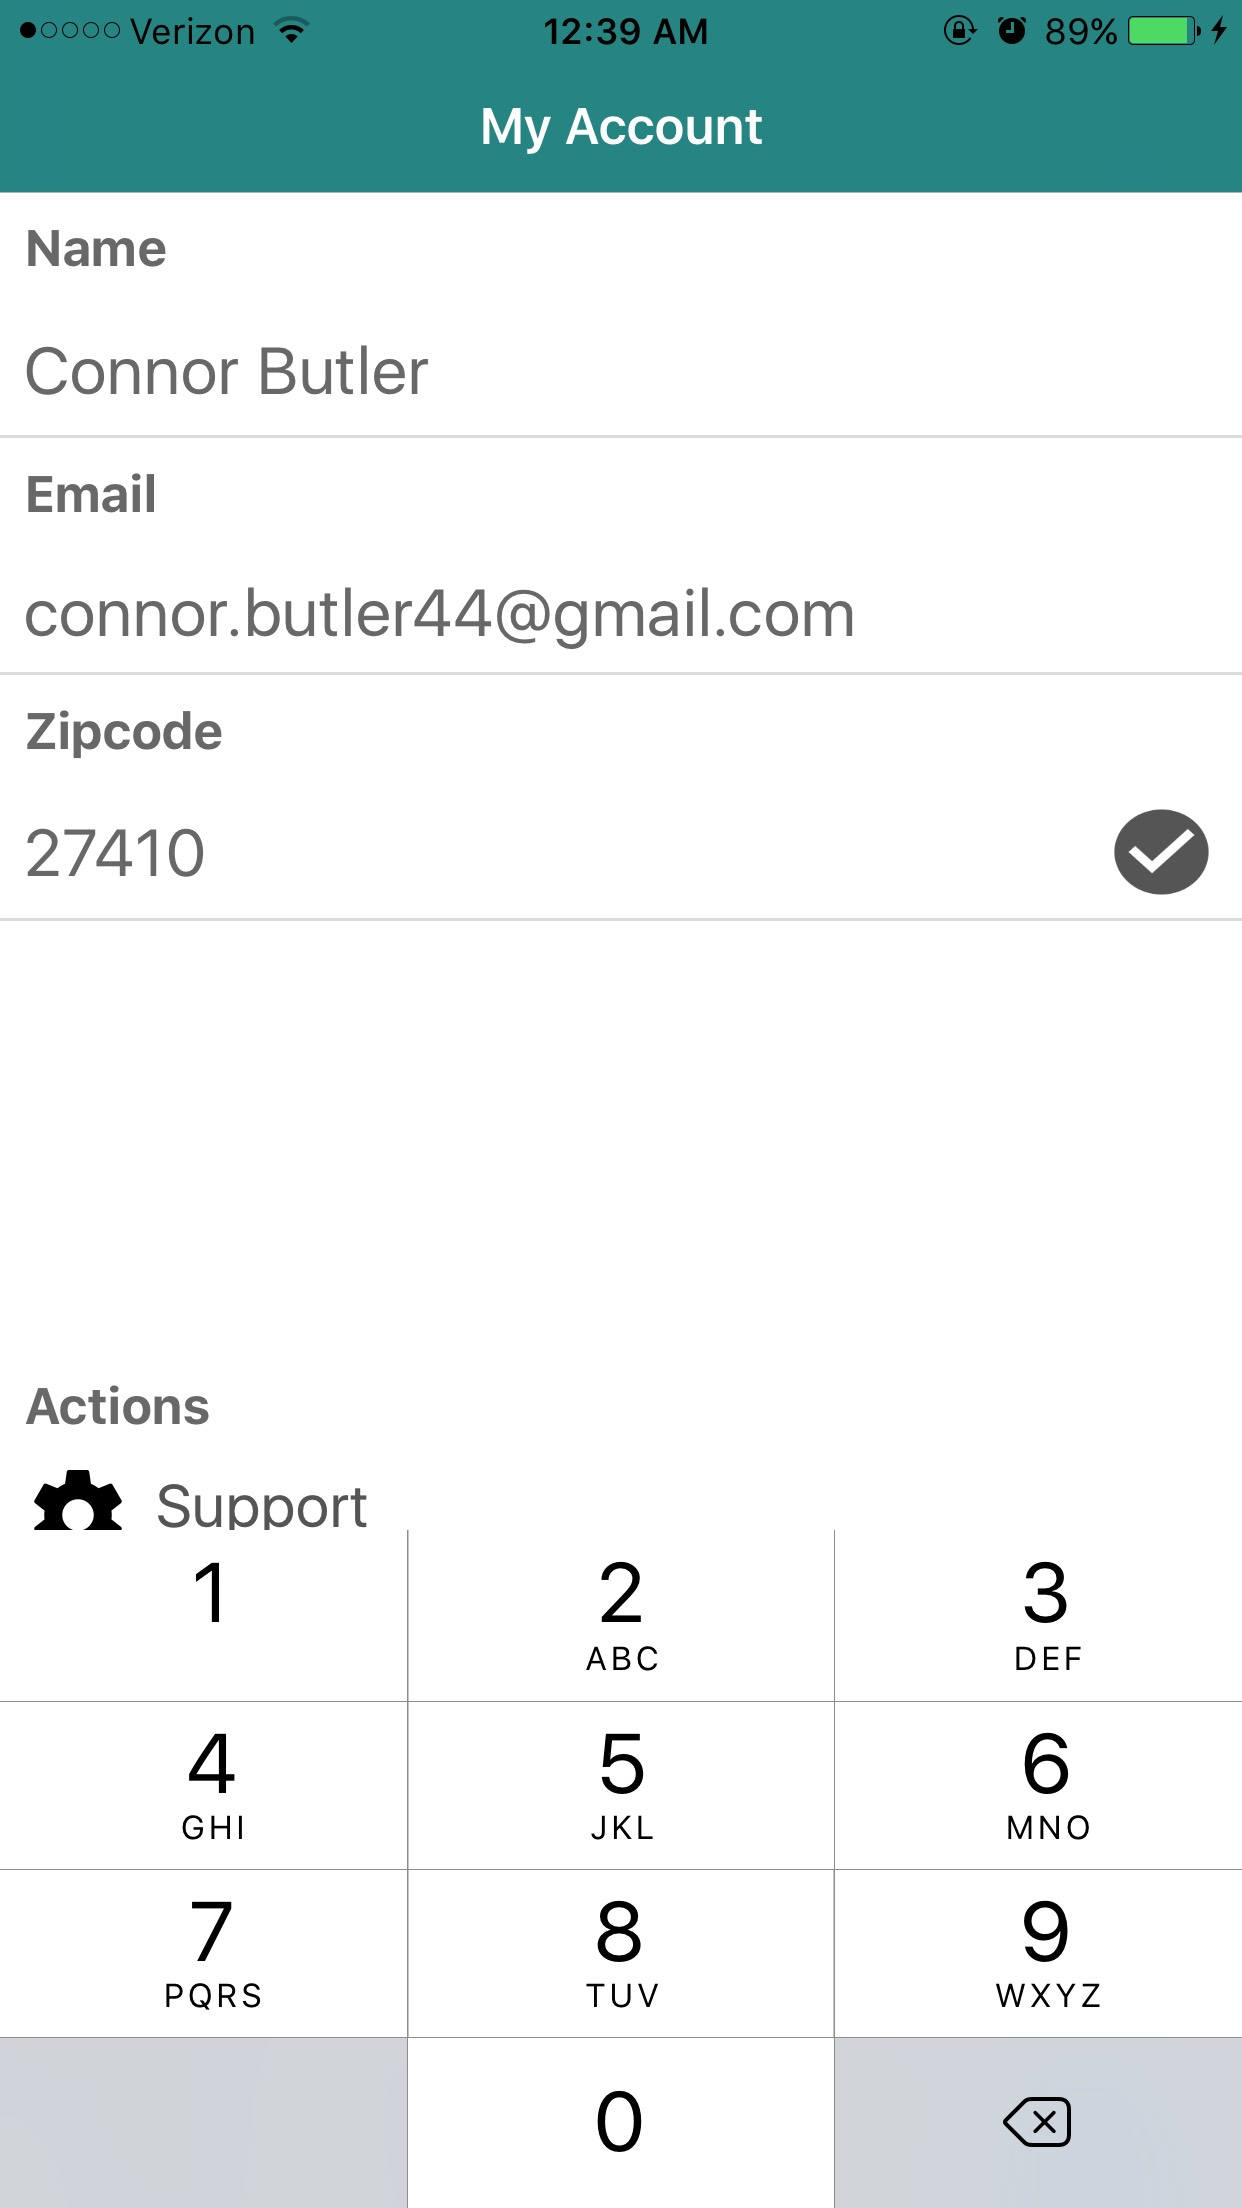 Verizon 12:39 AM 89%
My Account
Name
Connor Butler
Email
connor.butler44@gmail.com
Zipcode
27410
Actions
Support
1 2 3
ABC DEF
4 5 6
GHI JKL MNO
7 8 9
PQRS TUV WXYZ
0